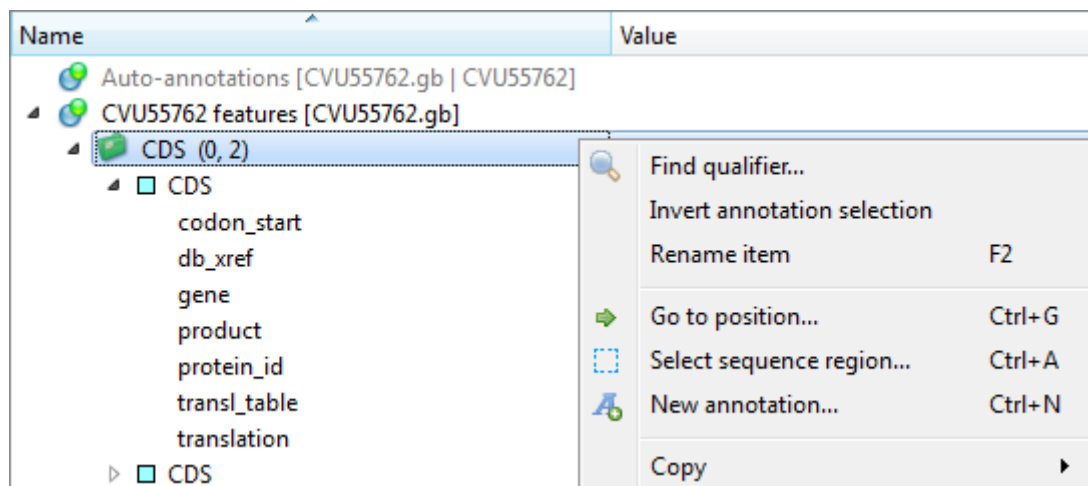 Name Value
Auto-annotations [CVU55762.gb | CVU55762]
CVU55762 features [CVU55762.gb]
CDS (0, 2)
CDS
codon_start
db_xref
gene
product
protein_id
transl_table
translation
CDS
Find qualifier...
Invert annotation selection
Rename item F2
Go to position... Ctrl+G
Select sequence region... Ctrl+A
New annotation... Ctrl+N
Copy